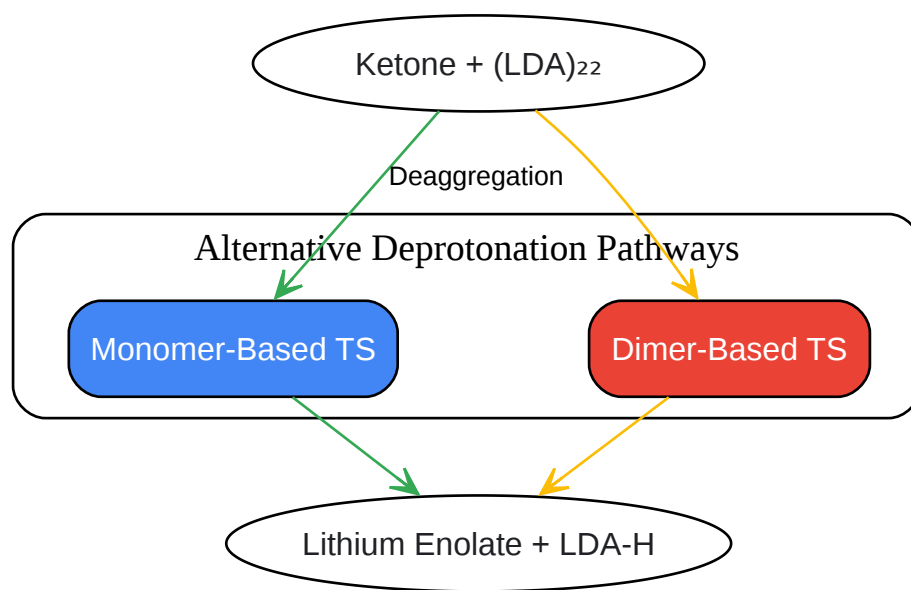 Ketone + (LDA)₂₂
Deaggregation
Alternative Deprotonation Pathways
Monomer-Based TS
Dimer-Based TS
Lithium Enolate + LDA-H